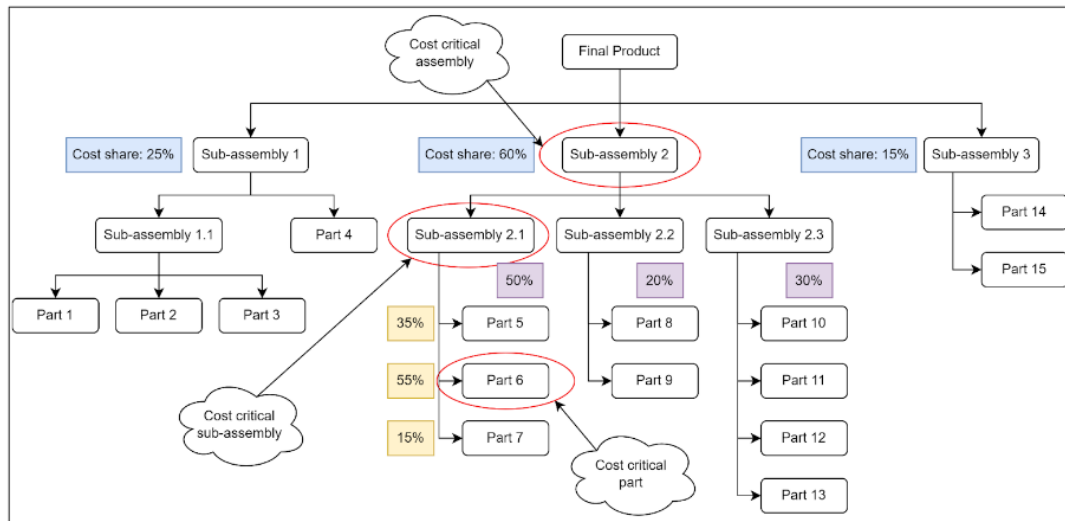 Cost critical
assembly
Final Product
Cost share: 25%
Sub-assembly 1
Cost share: 60%
Sub-assembly 2
Cost share: 15%
Sub-assembly 3
Sub-assembly 1.1
Part 4
Sub-assembly 2.1
Sub-assembly 2.2
Sub-assembly 2.3
Part 14
50%
20%
30%
Part 15
Part 1
Part 2
Part 3
35%
Part 5
Part 8
Part 10
55%
Part 6
Part 9
Part 11
Cost critical
sub-assembly
15%
Part 7
Part 12
Cost critical
part
Part 13